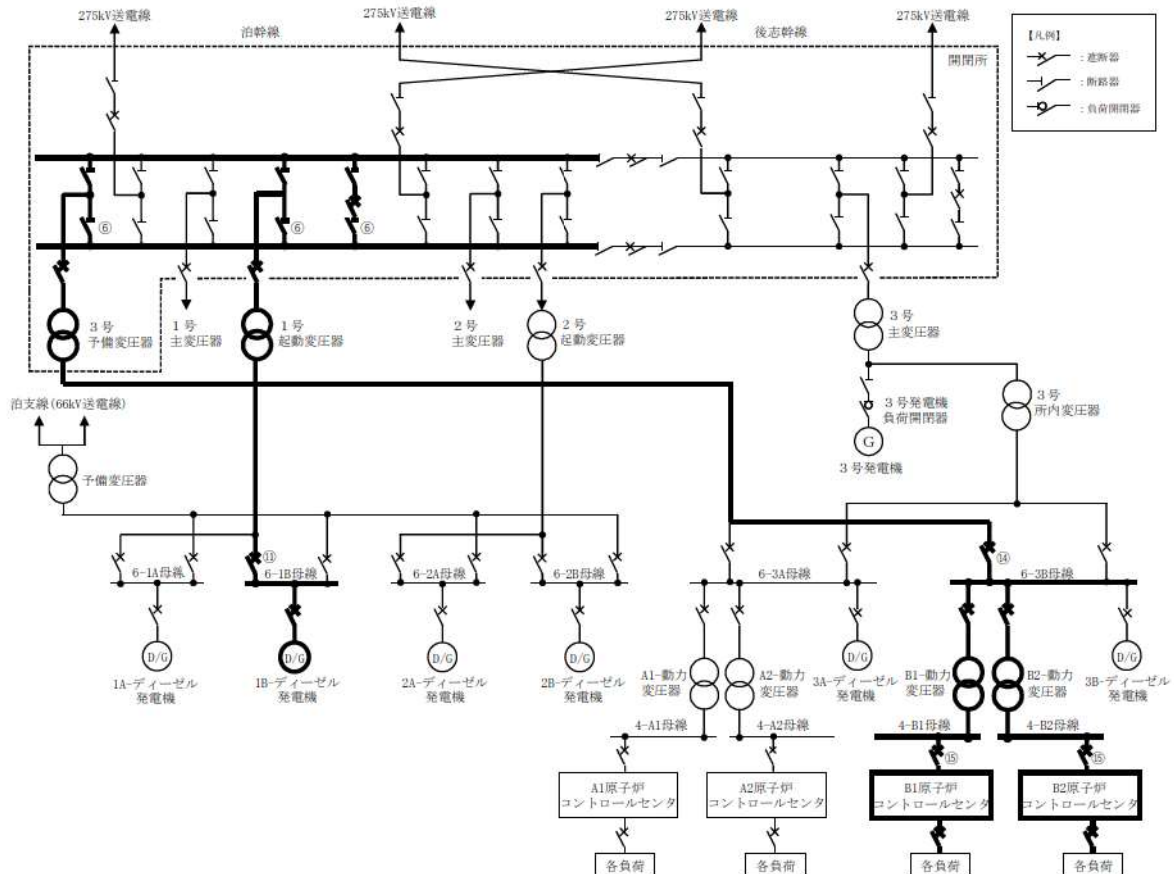 275kV送電線
275kV送電線
275kV送電線
275kV送電線
泊幹線
後志幹線
開閉所
【凡例】
：遮断器
：断路器
：負荷開閉器
⑥
⑥
⑥
3号
予備変圧器
1号
主変圧器
1号
起動変圧器
2号
主変圧器
2号
起動変圧器
3号
主変圧器
泊支線(66kV送電線)
予備変圧器
3号発電機
負荷開閉器
G
3号発電機
3号
所内変圧器
⑪
⑭
6-1A母線
6-1B母線
6-2A母線
6-2B母線
6-3A母線
6-3B母線
D/G
D/G
D/G
D/G
D/G
D/G
1A-ディーゼル
発電機
1B-ディーゼル
発電機
2A-ディーゼル
発電機
2B-ディーゼル
発電機
A1-動力
変圧器
A2-動力
変圧器
3A-ディーゼル
発電機
B1-動力
変圧器
B2-動力
変圧器
3B-ディーゼル
発電機
4-A1母線
4-A2母線
4-B1母線
4-B2母線
⑮
⑮
A1原子炉
コントロールセンタ
A2原子炉
コントロールセンタ
B1原子炉
コントロールセンタ
B2原子炉
コントロールセンタ
各負荷
各負荷
各負荷
各負荷